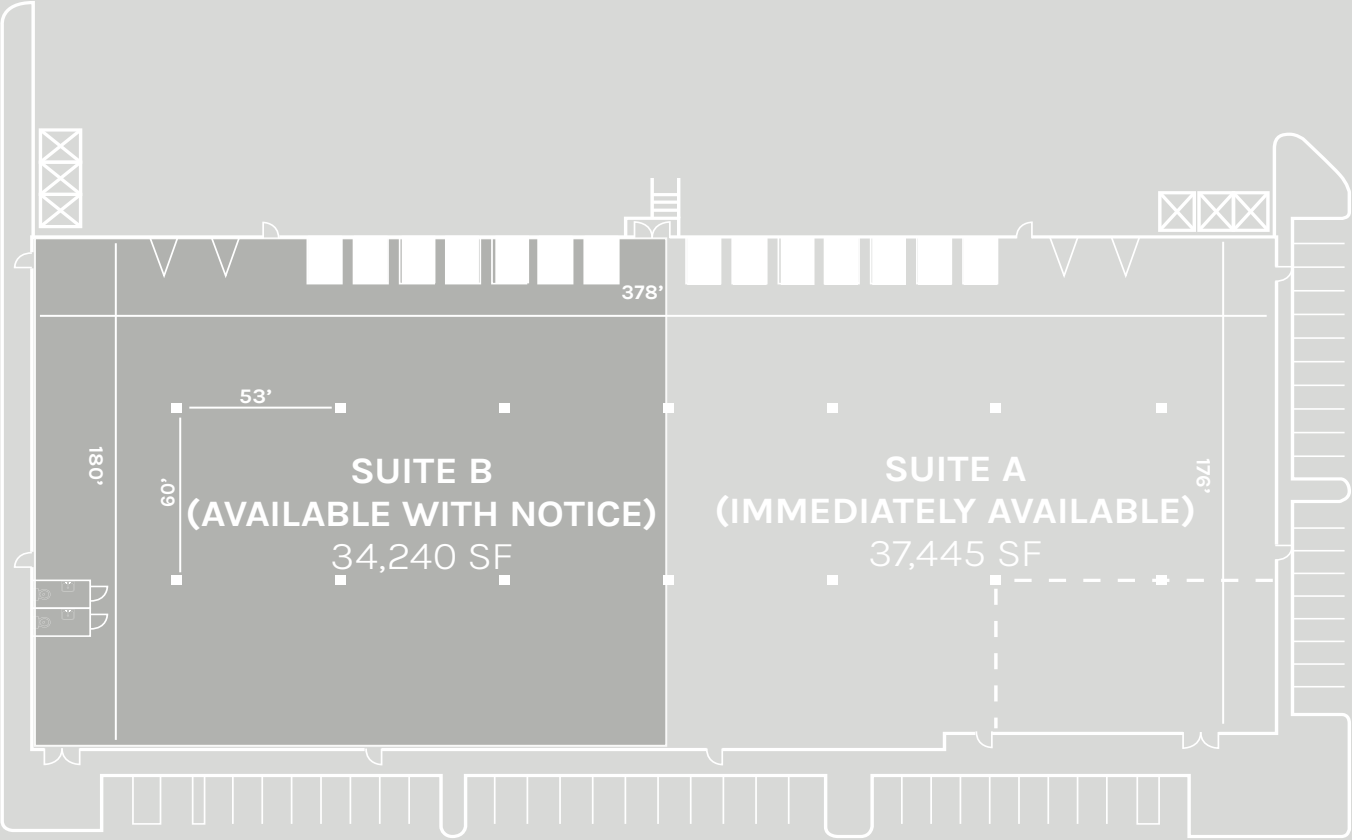 378’
53’
180’
60’
SUITE B
(AVAILABLE WITH NOTICE)
34,240 SF
SUITE A
(IMMEDIATELY AVAILABLE)
37,445 SF
176’